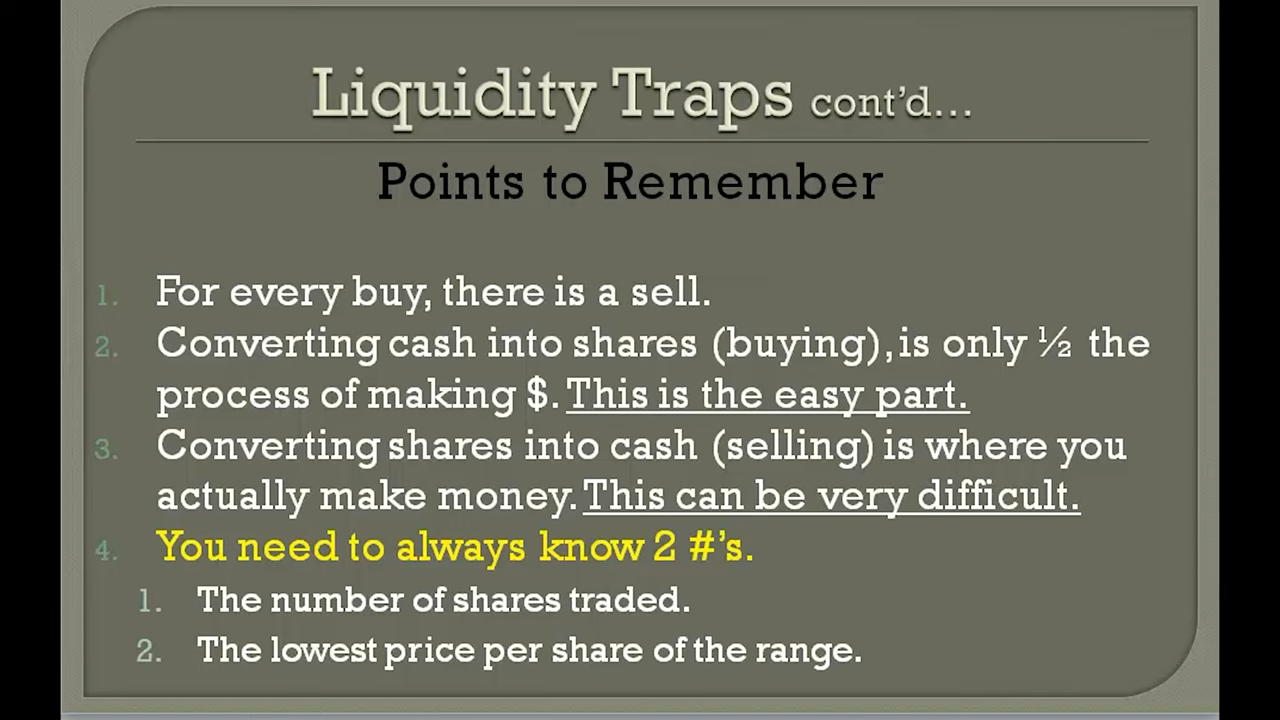 Liquidity Traps cont'd...
Points to Remember
1. For every buy, there is a sell.
2. Converting cash into shares (buying), is only ½ the
process of making $. This is the easy part.
3. Converting shares into cash (selling) is where you
actually make money. This can be very difficult.
4. You need to always know 2 #'s.
1. The number of shares traded.
2. The lowest price per share of the range.